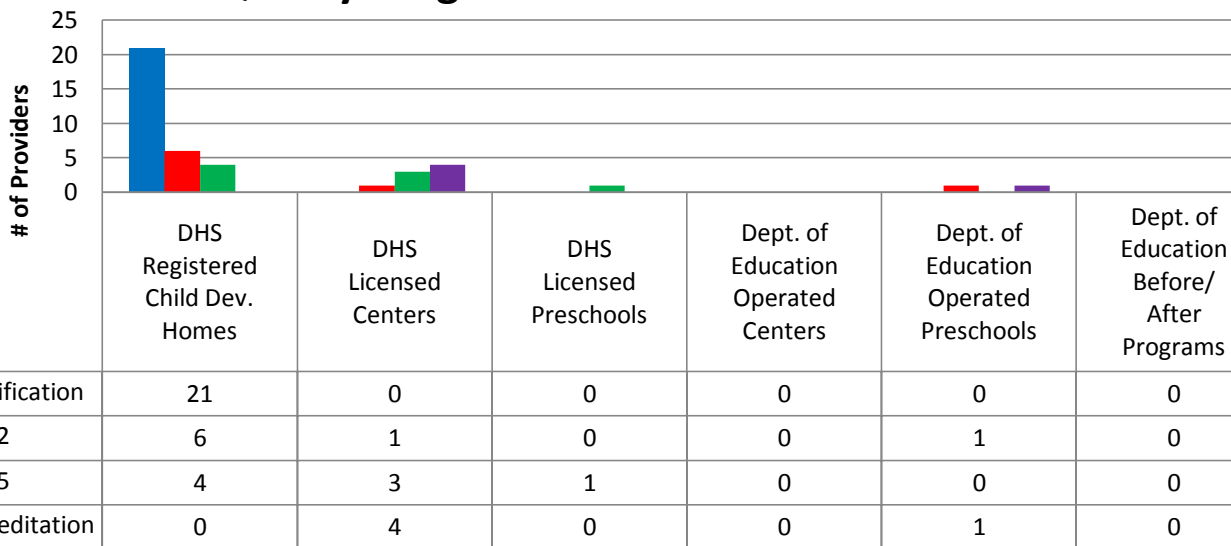 25
20
15
10
5
0
# of Providers
DHS
Registered
Child Dev.
Homes
DHS
Licensed
Centers
DHS
Licensed
Preschools
Dept. of
Education
Operated
Centers
Dept. of
Education
Operated
Preschools
Dept. of
Education
Before/
After
Programs
ification 21 0 0 0 0 0
2 6 1 0 0 1 0
5 4 3 1 0 0 0
editation 0 4 0 0 1 0